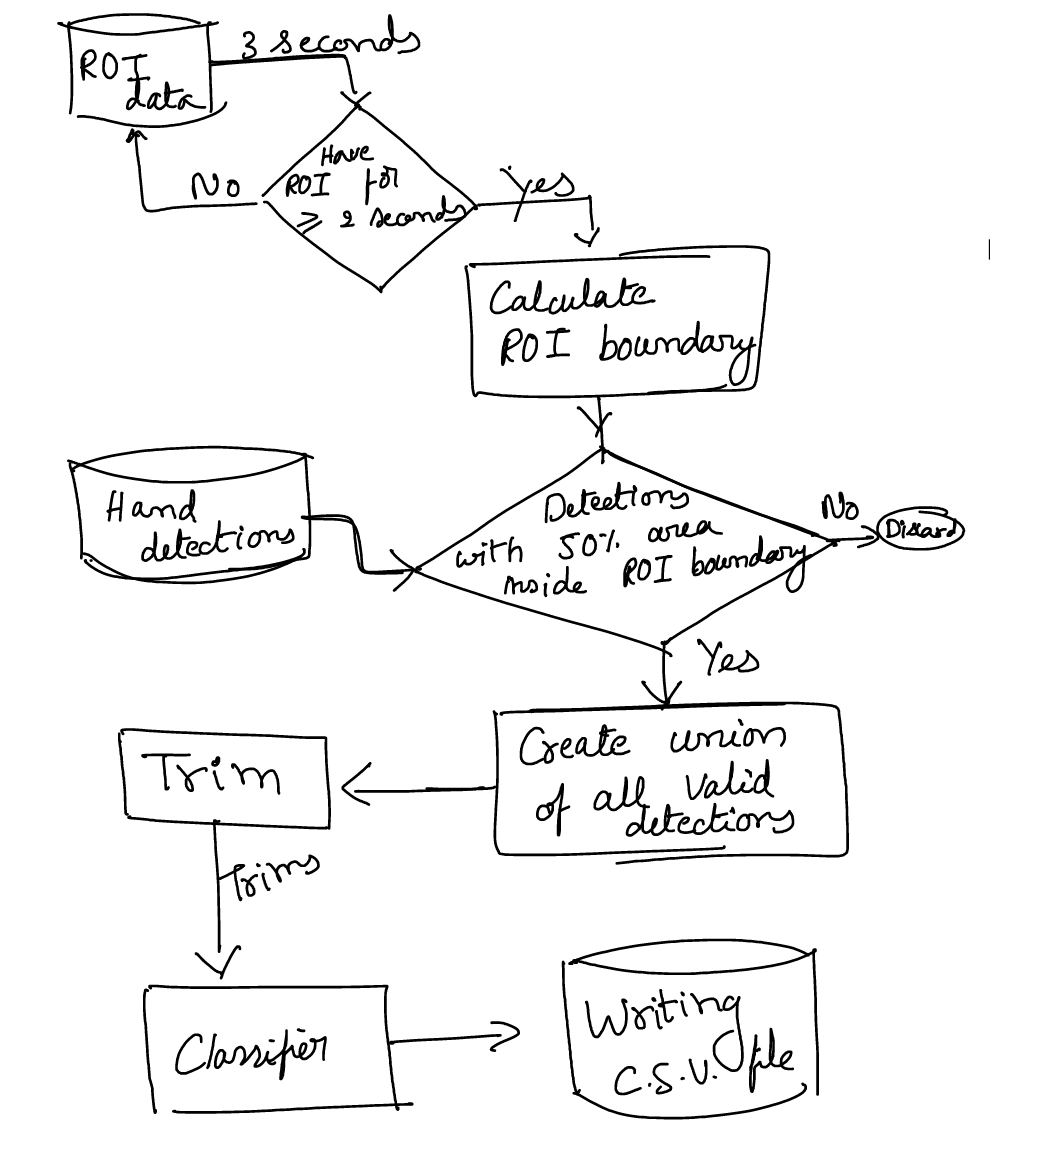 3 seconds
ROI
data
Have
ROI for
≥ 2 seconds
No
Yes
Calculate
ROI boundary
Hand
detections
Detections
with 50% area
inside ROI boundary
No
Discard
Yes
Create union
of all valid
detections
Trim
Trims
Classifier
Writing
C.S.V. file